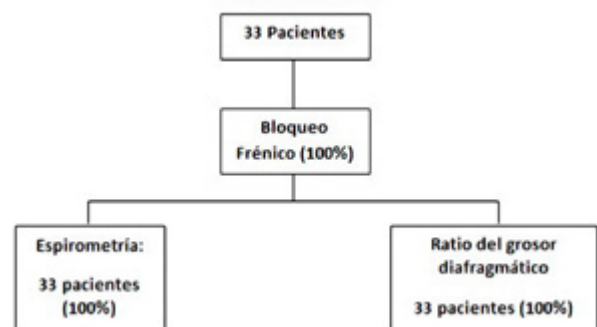 33 Pacientes
Bloqueo
Frénico (100%)
Espirometría:
33 pacientes
(100%)
Ratio del grosor
diafragmático
33 pacientes (100%)